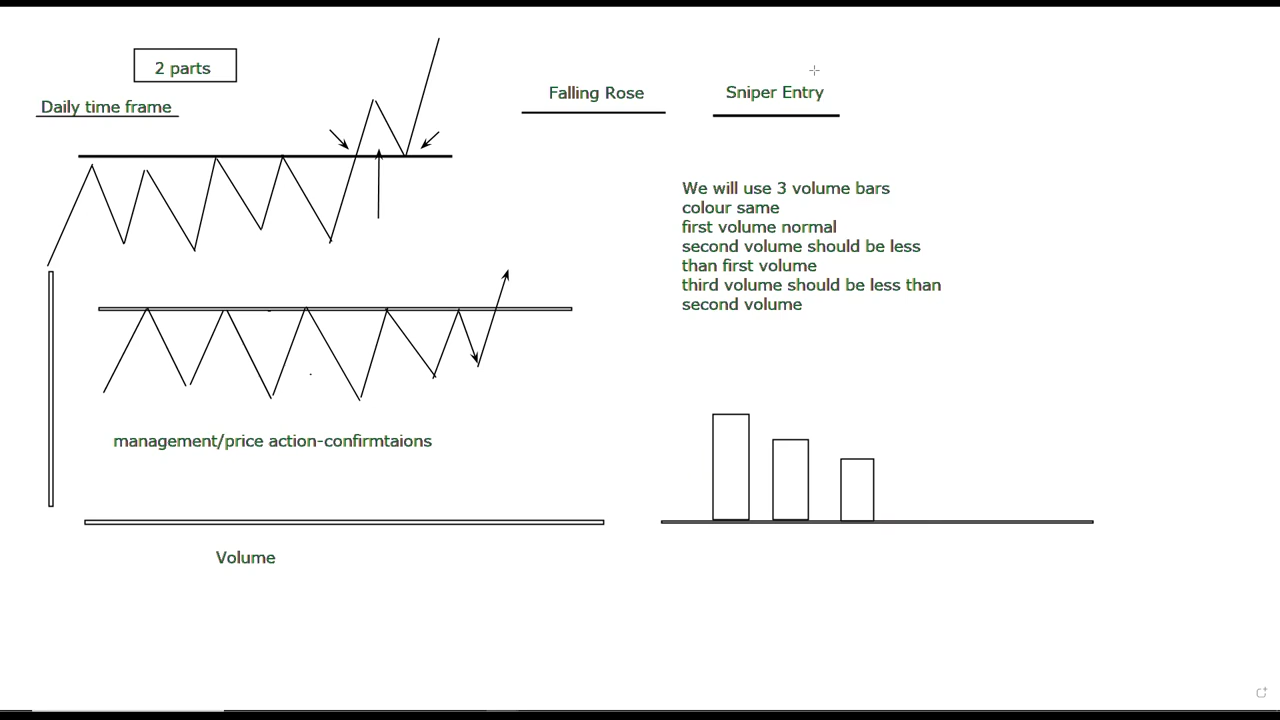 2 parts
Daily time frame
Falling Rose
Sniper Entry
We will use 3 volume bars
colour same
first volume normal
second volume should be less
than first volume
third volume should be less than
second volume
management/price action-confirmtaions
Volume